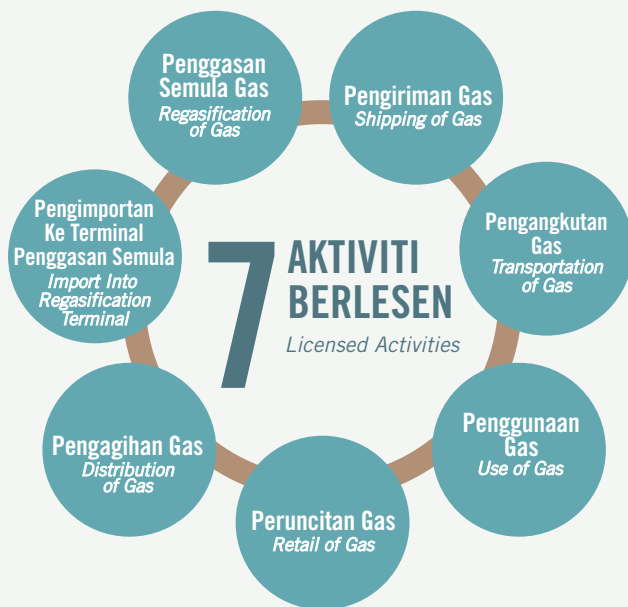 Penggasan
Semula Gas
Regasification
of Gas
Pengiriman Gas
Shipping of Gas
Pengimportan
Ke Terminal
Penggasan Semula
Import Into
Regasification
Terminal
7
AKTIVITI
BERLESEN
Licensed Activities
Pengangkutan
Gas
Transportation
of Gas
Pengagihan Gas
Distribution
of Gas
Peruncitan Gas
Retail of Gas
Penggunaan
Gas
Use of Gas